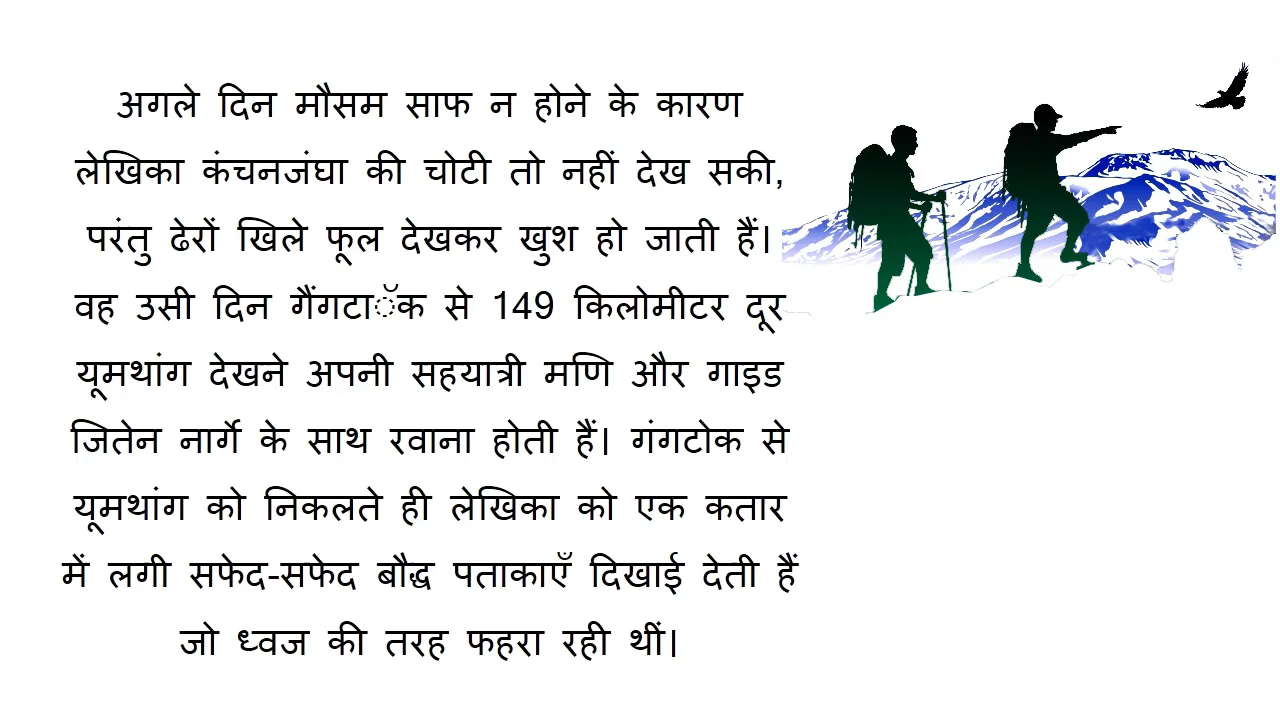 अगले दिन मौसम साफ न होने के कारण
लेखिका कंचनजंघा की चोटी तो नहीं देख सकी,
परंतु ढेरों खिले फूल देखकर खुश हो जाती हैं।
वह उसी दिन गैंगटाॅक से 149 किलोमीटर दूर
यूमथांग देखने अपनी सहयात्री मणि और गाइड
जितेन नार्गे के साथ रवाना होती हैं। गंगटोक से
यूमथांग को निकलते ही लेखिका को एक कतार
में लगी सफेद-सफेद बौद्ध पताकाएँ दिखाई देती हैं
जो ध्वज की तरह फहरा रही थीं।